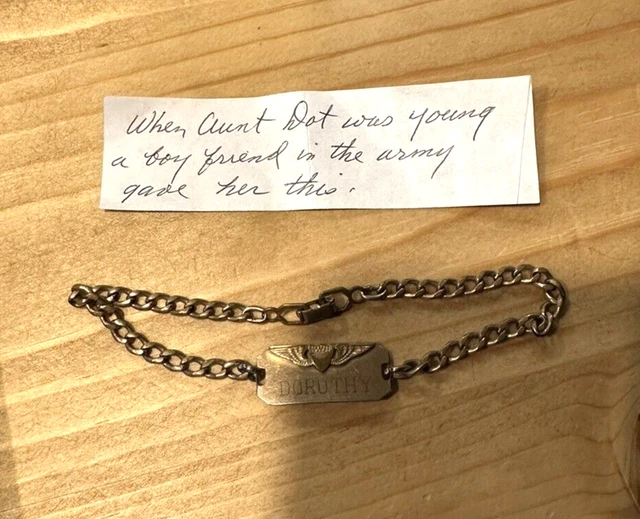 When Aunt Dot was young
a boy friend in the army
gave her this.
DOROTHY